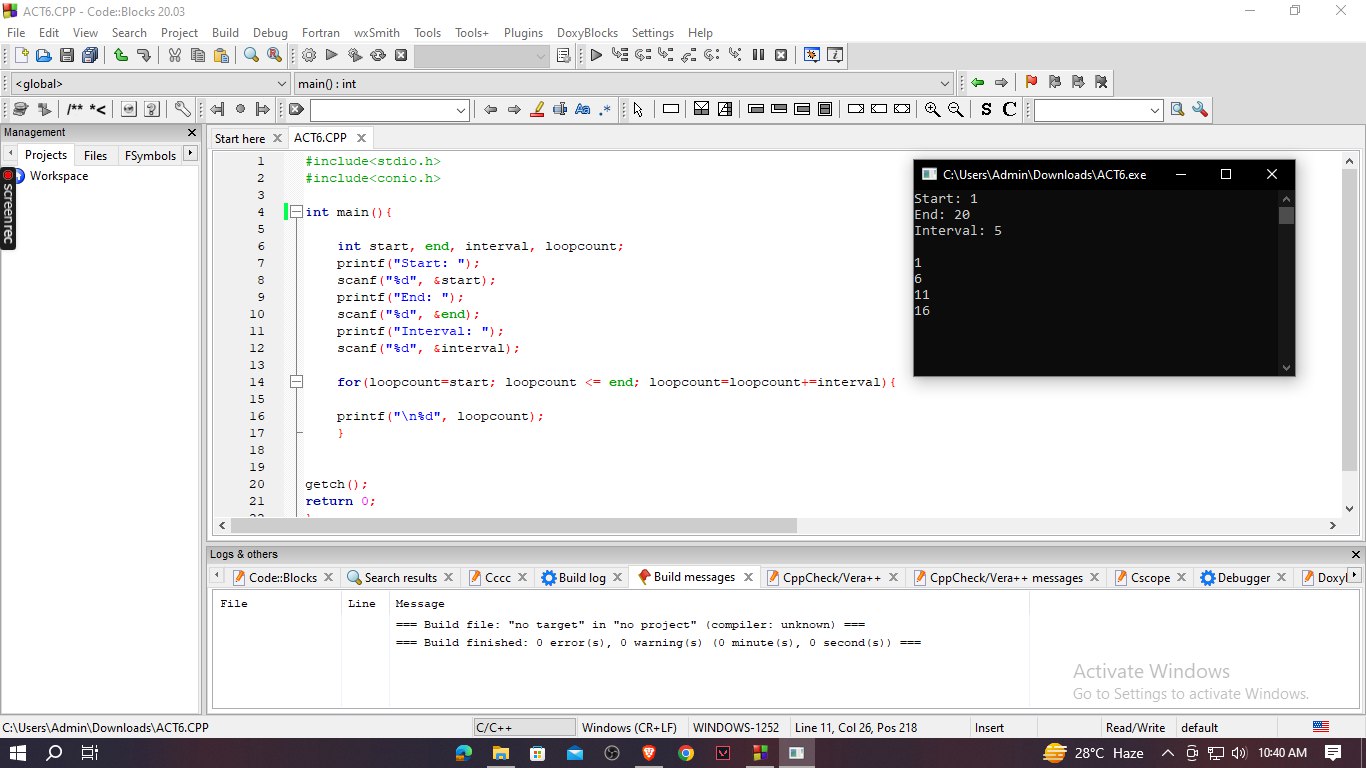 ACT6.CPP - Code::Blocks 20.03
File Edit View Search Project Build Debug Fortran wxSmith Tools Tools+ Plugins DoxyBlocks Settings Help
<global> main() : int
/** *< Aa .* S C
Management
Projects Files FSymbols
Workspace
screenrec
Start here ACT6.CPP
1 #include<stdio.h>
2 #include<conio.h>
3
4 int main(){
5
6 int start, end, interval, loopcount;
7 printf("Start: ");
8 scanf("%d", &start);
9 printf("End: ");
10 scanf("%d", &end);
11 printf("Interval: ");
12 scanf("%d", &interval);
13
14 for(loopcount=start; loopcount <= end; loopcount=loopcount+=interval){
15
16 printf("\n%d", loopcount);
17 }
18
19
20 getch();
21 return 0;
22 }
C:\Users\Admin\Downloads\ACT6.exe
Start: 1
End: 20
Interval: 5
1
6
11
16
Logs & others
Code::Blocks Search results Cccc Build log Build messages CppCheck/Vera++ CppCheck/Vera++ messages Cscope Debugger Doxyl
File Line Message
=== Build file: "no target" in "no project" (compiler: unknown) ===
=== Build finished: 0 error(s), 0 warning(s) (0 minute(s), 0 second(s)) ===
Activate Windows
Go to Settings to activate Windows.
C:\Users\Admin\Downloads\ACT6.CPP C/C++ Windows (CR+LF) WINDOWS-1252 Line 11, Col 26, Pos 218 Insert Read/Write default
28°C Haze 10:40 AM